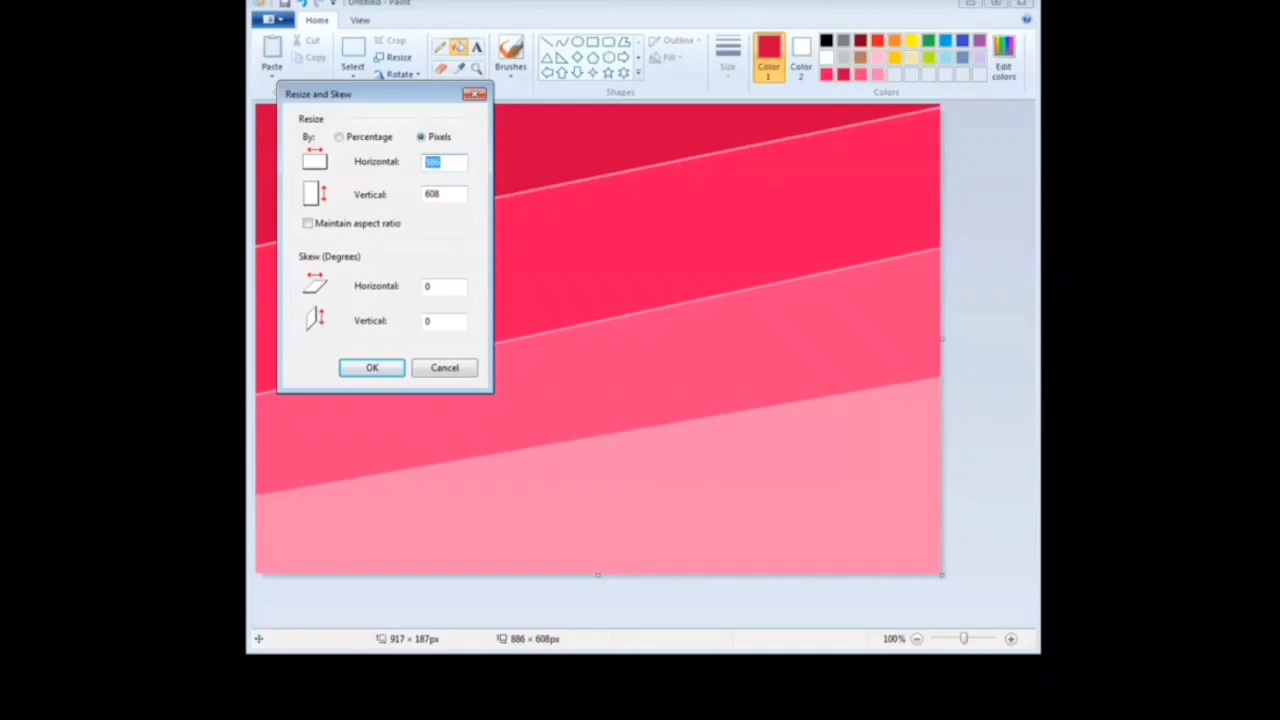 Untitled - Paint
Home View
Cut
Copy
Paste
Crop
Resize
Rotate
Select
Brushes
Outline
Fill
Shapes
Size
Color 1
Color 2
Edit colors
Colors
Resize and Skew
Resize
By: Percentage Pixels
Horizontal: 886
Vertical: 608
Maintain aspect ratio
Skew (Degrees)
Horizontal: 0
Vertical: 0
OK Cancel
917 × 187px 886 × 608px 100%